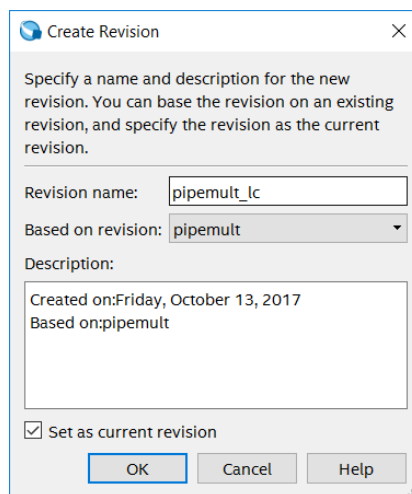 Create Revision
Specify a name and description for the new
revision. You can base the revision on an existing
revision, and specify the revision as the current
revision.
Revision name: pipemult_lc
Based on revision: pipemult
Description:
Created on:Friday, October 13, 2017
Based on:pipemult
Set as current revision
OK Cancel Help